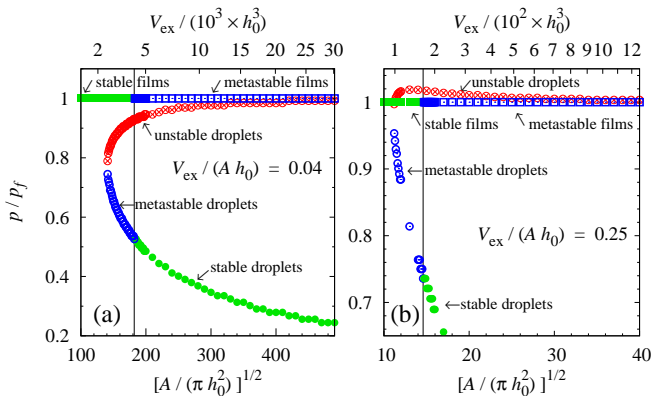 V_ex / (10^3 × h_0^3)
2 5 10 15 20 25 30
stable films
metastable films
1
unstable droplets
V_ex / (A h_0) = 0.04
0.8
metastable droplets
0.6
p / p_f
stable droplets
0.4
(a)
0.2
100 200 300 400
[A / (π h_0^2) ]^1/2
V_ex / (10^2 × h_0^3)
1 2 3 4 5 6 7 8 9 10 12
unstable droplets
1
stable films
metastable films
metastable droplets
0.9
V_ex / (A h_0) = 0.25
0.8
stable droplets
0.7
(b)
10 20 30 40
[A / (π h_0^2) ]^1/2